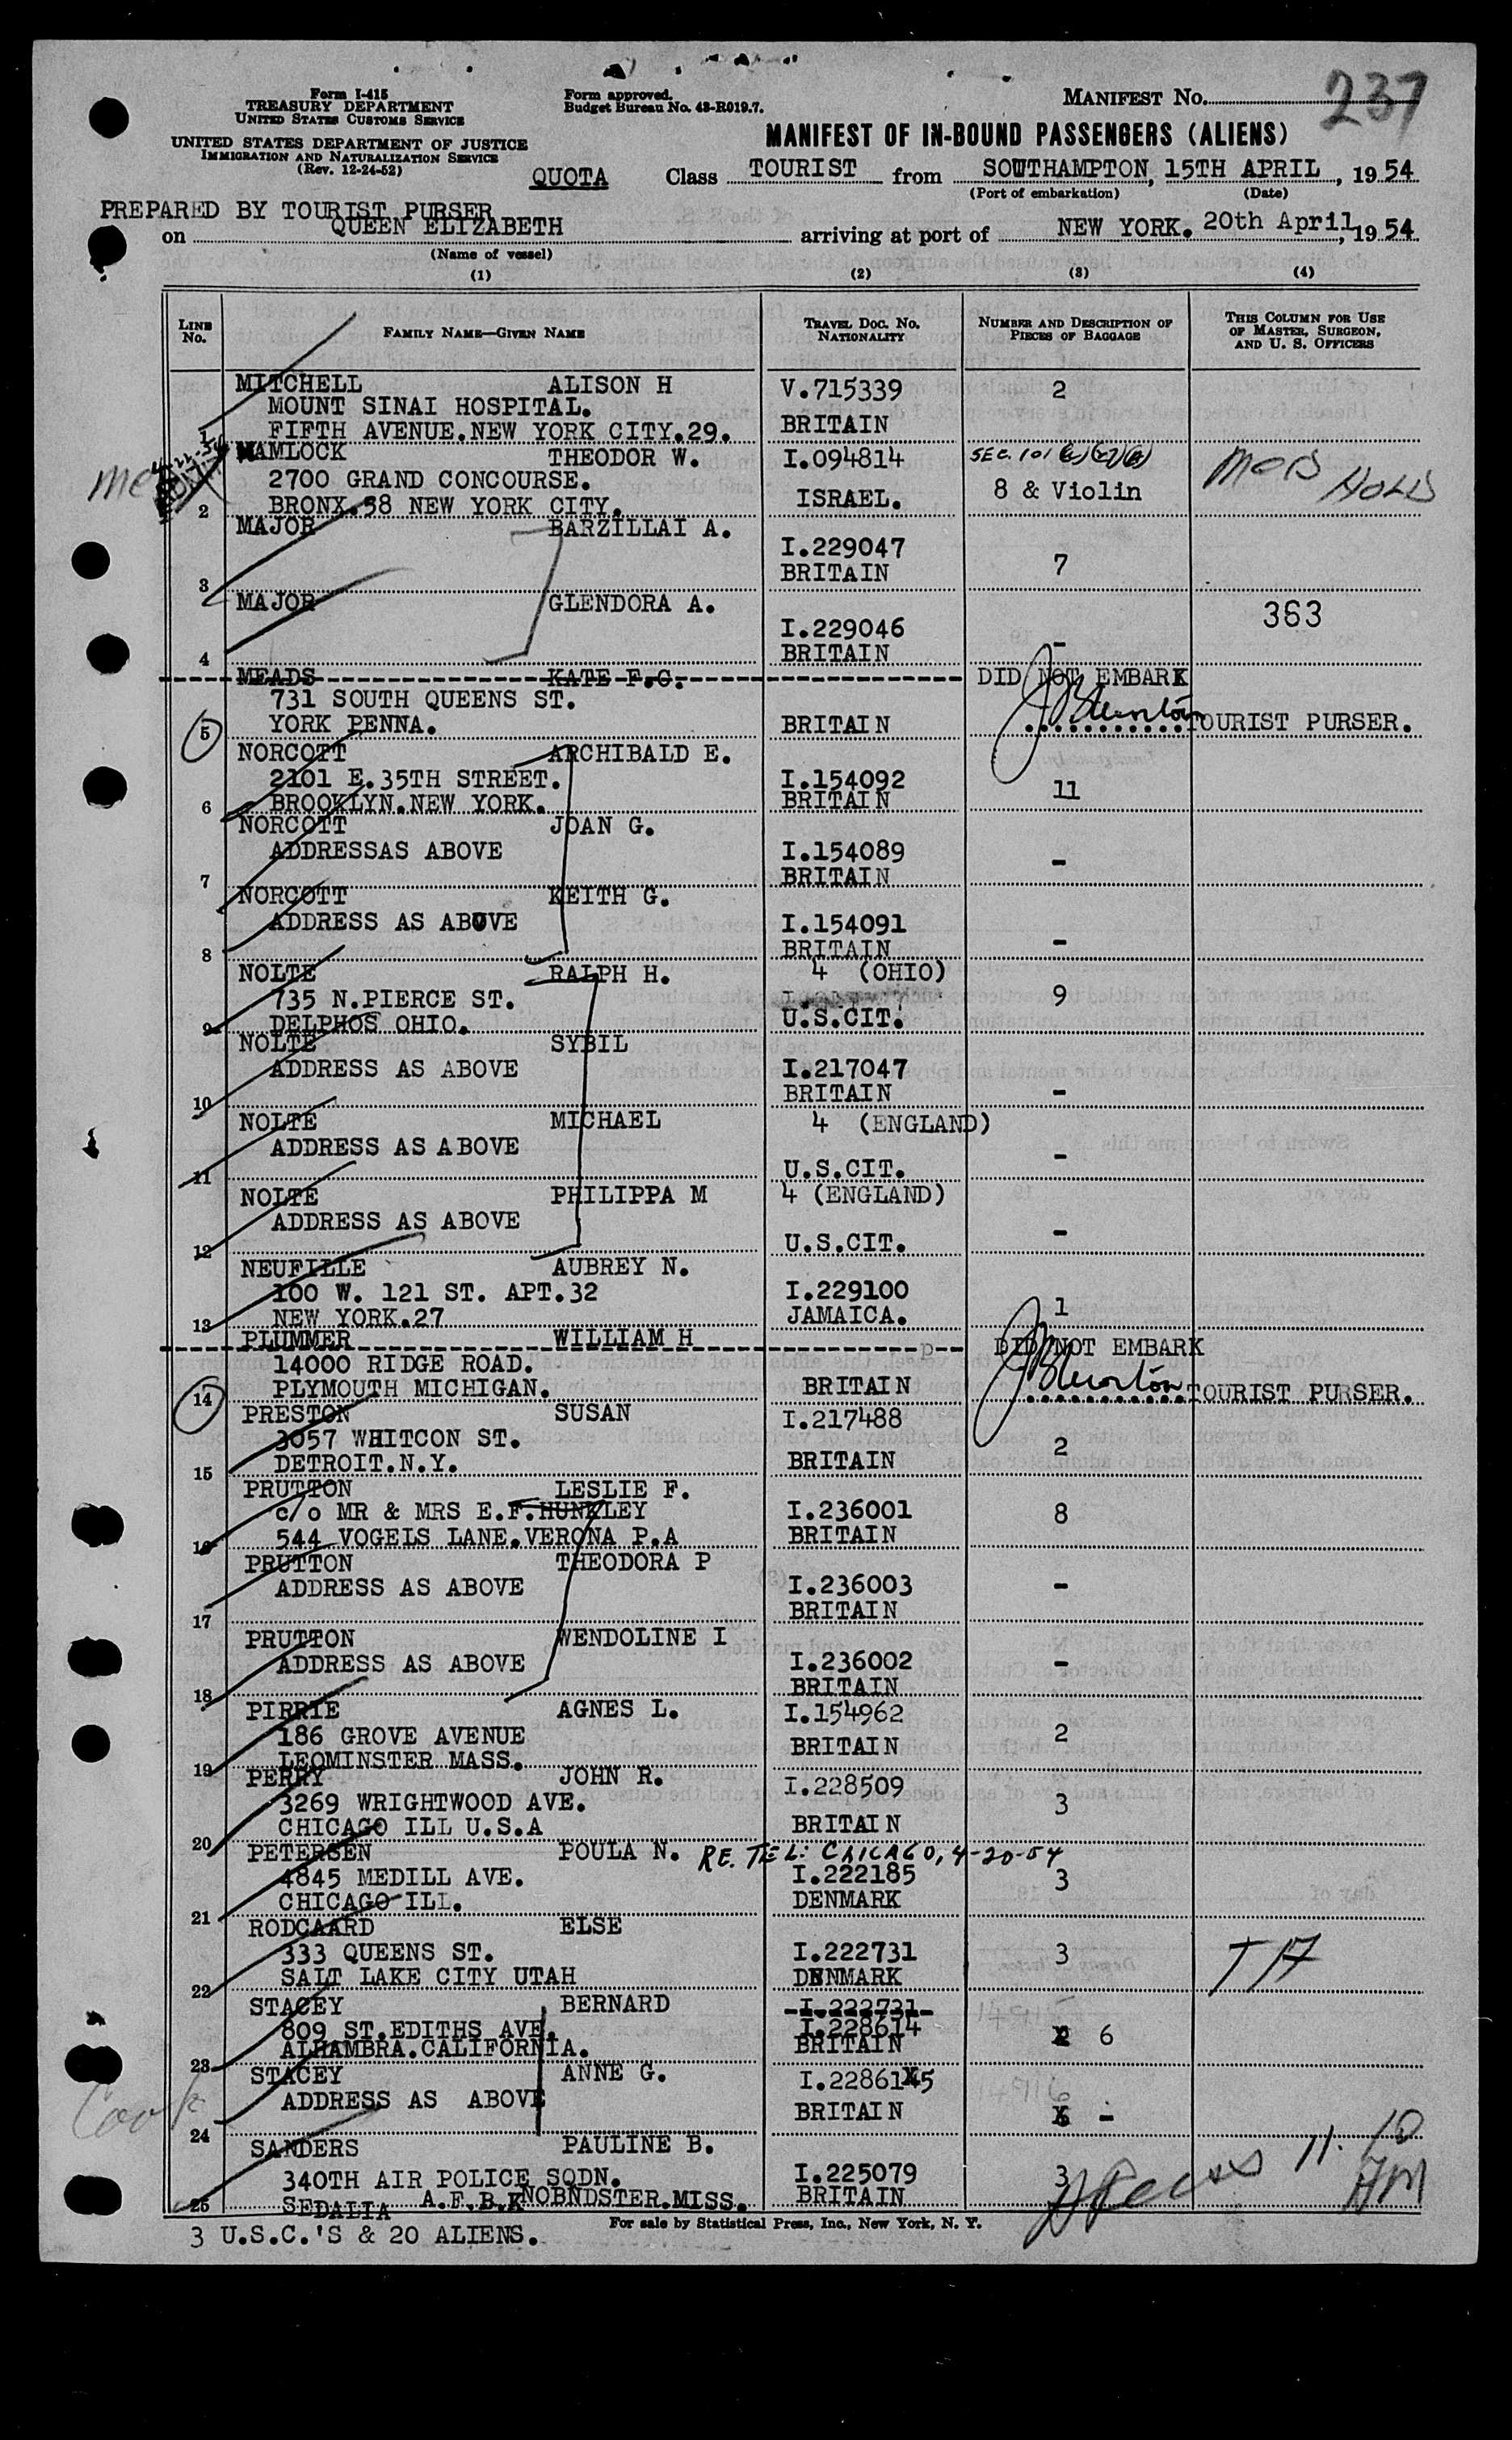 Form I-415
TREASURY DEPARTMENT
UNITED STATES CUSTOMS SERVICE
UNITED STATES DEPARTMENT OF JUSTICE
IMMIGRATION AND NATURALIZATION SERVICE
(Rev. 12-24-52)
Form approved.
Budget Bureau No. 43-R019.7.
MANIFEST No. 237
MANIFEST OF IN-BOUND PASSENGERS (ALIENS)
QUOTA Class TOURIST from SOUTHAMPTON, 15TH APRIL, 1954
(Port of embarkation) (Date)
PREPARED BY TOURIST PURSER
on QUEEN ELIZABETH arriving at port of NEW YORK. 20th April, 1954
(Name of vessel)
(1) (2) (3) (4)
LINE No. FAMILY NAME—GIVEN NAME TRAVEL DOC. NO. NATIONALITY NUMBER AND DESCRIPTION OF PIECES OF BAGGAGE THIS COLUMN FOR USE OF MASTER, SURGEON, AND U. S. OFFICERS
MITCHELL ALISON H V.715339 2
MOUNT SINAI HOSPITAL.
1 FIFTH AVENUE.NEW YORK CITY.29. BRITAIN
HAMLOCK THEODOR W. I.094814 SEC. 101
2700 GRAND CONCOURSE. 8 & Violin
2 BRONX.58 NEW YORK CITY. ISRAEL.
MAJOR BARZILLAI A.
I.229047 7
3 BRITAIN
MAJOR GLENDORA A. 363
I.229046 -
4 BRITAIN
MEADS KATE F.C. DID NOT EMBARK
731 SOUTH QUEENS ST.
5 YORK PENNA. BRITAIN TOURIST PURSER.
NORCOTT ARCHIBALD E.
2101 E.35TH STREET. I.154092 11
6 BROOKLYN.NEW YORK. BRITAIN
NORCOTT JOAN G.
ADDRESSAS ABOVE I.154089 -
7 BRITAIN
NORCOTT KEITH G.
ADDRESS AS ABOVE I.154091 -
8 BRITAIN
NOLTE RALPH H. 4 (OHIO)
735 N.PIERCE ST. 9
9 DELPHOS OHIO. U.S.CIT.
NOLTE SYBIL
ADDRESS AS ABOVE I.217047 -
10 BRITAIN
NOLTE MICHAEL 4 (ENGLAND)
ADDRESS AS ABOVE -
11 U.S.CIT.
NOLTE PHILIPPA M 4 (ENGLAND)
ADDRESS AS ABOVE -
12 U.S.CIT.
NEUFILLE AUBREY N.
100 W. 121 ST. APT.32 I.229100 1
13 NEW YORK.27 JAMAICA.
PLUMMER WILLIAM H p DID NOT EMBARK
14000 RIDGE ROAD.
14 PLYMOUTH MICHIGAN. BRITAIN TOURIST PURSER.
PRESTON SUSAN I.217488
3057 WHITCON ST. 2
15 DETROIT.N.Y. BRITAIN
PRUTTON LESLIE F.
c/o MR & MRS E.F.HUNKLEY I.236001 8
16 544 VOGELS LANE.VERONA P.A BRITAIN
PRUTTON THEODORA P
ADDRESS AS ABOVE I.236003 -
17 BRITAIN
PRUTTON WENDOLINE I
ADDRESS AS ABOVE I.236002 -
18 BRITAIN
PIRRIE AGNES L. I.154962
186 GROVE AVENUE 2
19 LEOMINSTER MASS. BRITAIN
PERRY JOHN R. I.228509
3269 WRIGHTWOOD AVE. 3
20 CHICAGO ILL U.S.A BRITAIN
PETERSEN POULA N. RE. TEL: CHICAGO, 4-20-54
4845 MEDILL AVE. I.222185 3
21 CHICAGO ILL. DENMARK
RODGAARD ELSE
333 QUEENS ST. I.222731 3 T17
22 SALT LAKE CITY UTAH DENMARK
STACEY BERNARD I.222731
809 ST.EDITHS AVE. I.228614 6
23 ALHAMBRA.CALIFORNIA. BRITAIN
STACEY ANNE G. I.228615
ADDRESS AS ABOVE BRITAIN -
24
SANDERS PAULINE B.
340TH AIR POLICE SQDN. I.225079 3
25 SEDALIA A.F.B.KNOBNDSTER.MISS. BRITAIN
For sale by Statistical Press, Inc., New York, N. Y.
3 U.S.C.'S & 20 ALIENS.